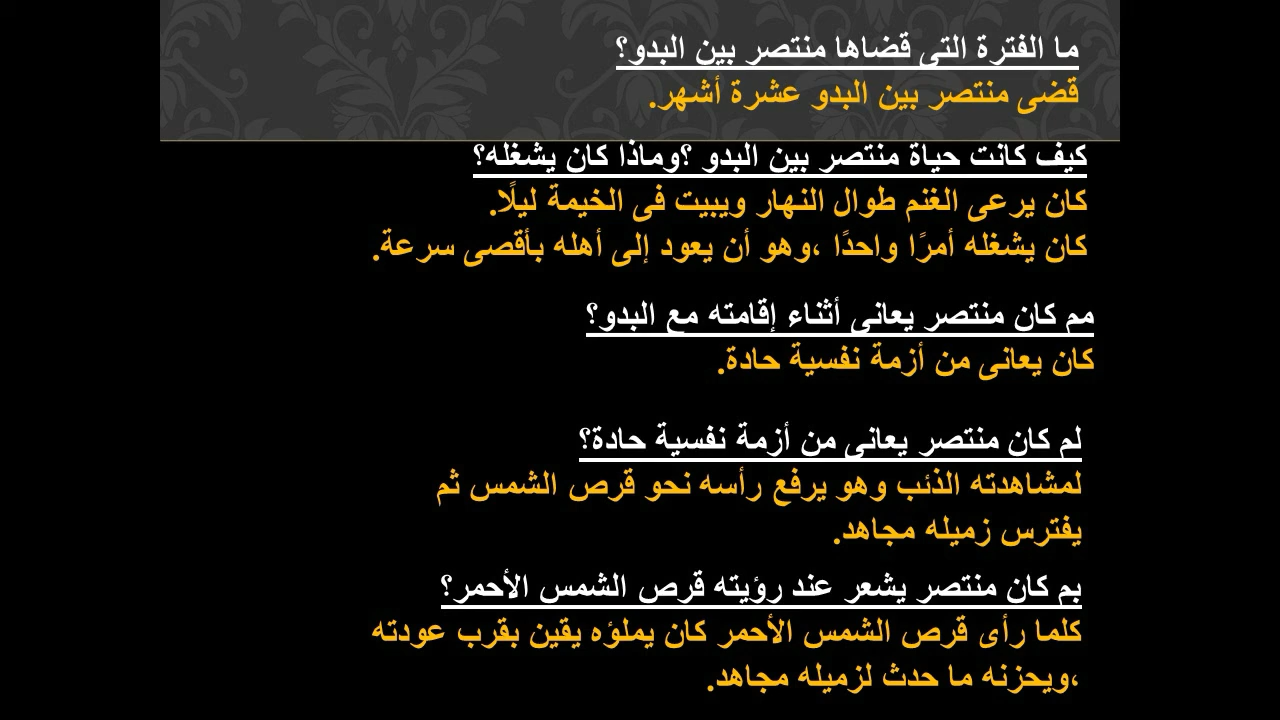 ما الفترة التى قضاها منتصر بين البدو؟
قضى منتصر بين البدو عشرة أشهر.
كيف كانت حياة منتصر بين البدو ؟وماذا كان يشغله؟
كان يرعى الغنم طوال النهار ويبيت فى الخيمة ليلًا.
كان يشغله أمرًا واحدًا ،وهو أن يعود إلى أهله بأقصى سرعة.
مم كان منتصر يعانى أثناء إقامته مع البدو؟
كان يعانى من أزمة نفسية حادة.
لم كان منتصر يعانى من أزمة نفسية حادة؟
لمشاهدته الذئب وهو يرفع رأسه نحو قرص الشمس ثم
يفترس زميله مجاهد.
بم كان منتصر يشعر عند رؤيته قرص الشمس الأحمر؟
كلما رأى قرص الشمس الأحمر كان يملؤه يقين بقرب عودته
،ويحزنه ما حدث لزميله مجاهد.